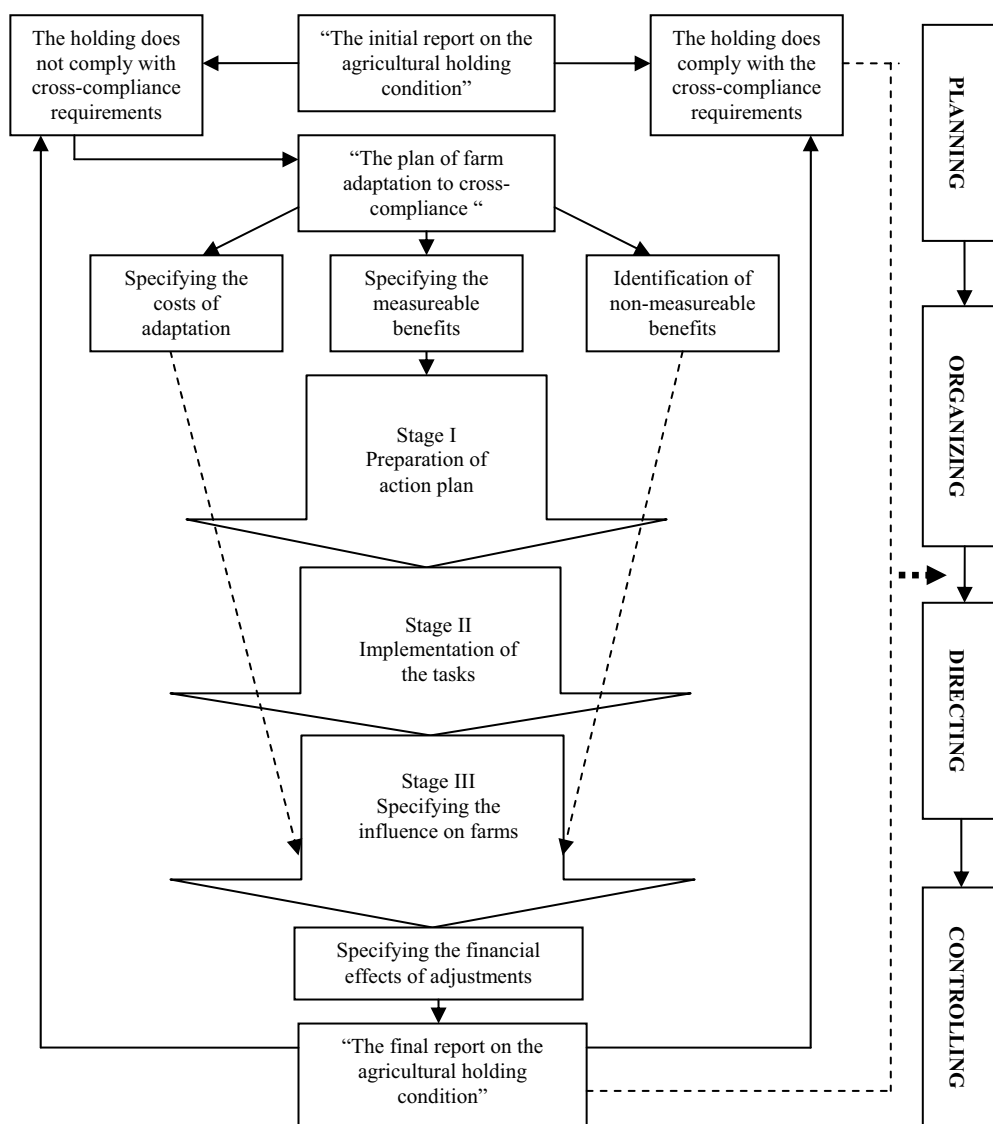 The holding does
not comply with
cross-compliance
requirements
“The initial report on the
agricultural holding
condition”
The holding does
comply with the
cross-compliance
requirements
“The plan of farm
adaptation to cross-
compliance “
Specifying the
costs of
adaptation
Specifying the
measureable
benefits
Identification of
non-measureable
benefits
Stage I
Preparation of
action plan
Stage II
Implementation of
the tasks
Stage III
Specifying the
influence on farms
Specifying the financial
effects of adjustments
“The final report on the
agricultural holding
condition”
PLANNING
ORGANIZING
DIRECTING
CONTROLLING